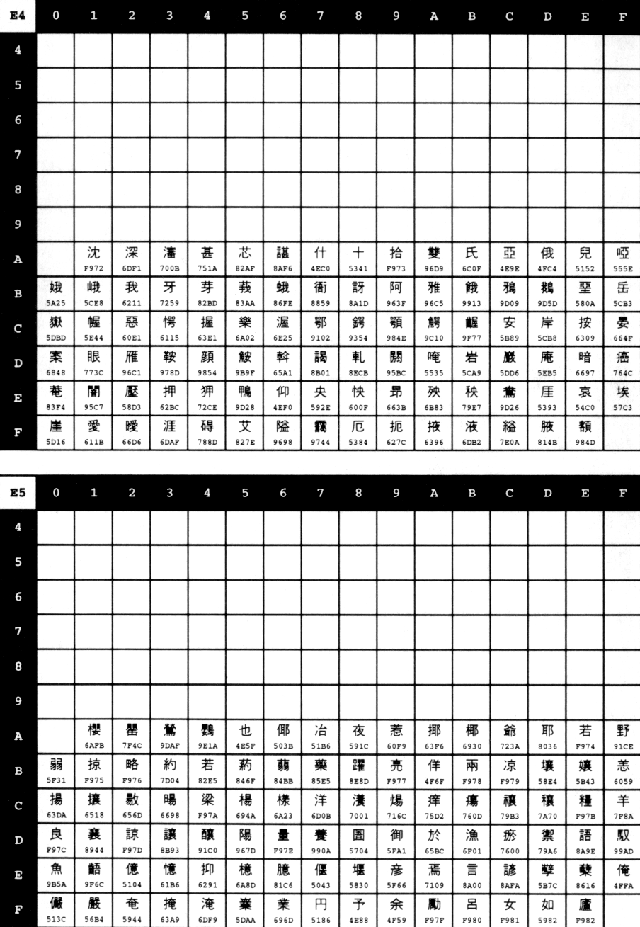 E4 0 1 2 3 4 5 6 7 8 9 A B C D E F
4
5
6
7
8
9
A 沈 深 瀋 甚 芯 諶 什 十 拾 雙 氏 亞 俄 兒 啞
F972 6DF1 700B 751A 82AF 8AF6 4EC0 5341 F973 96D9 6C0F 4E9E 4FC4 5152 555E
B 娥 峨 我 牙 芽 莪 蛾 衙 訝 阿 雅 餓 鴉 鵝 堊 岳
5A25 5CE8 6211 7259 82BD 83AA 86FE 8859 8A1D 963F 96C5 9913 9D09 9D5D 580A 5CB3
C 嶽 幄 惡 愕 握 樂 渥 鄂 鍔 顎 鰐 齷 安 岸 按 晏
5DBD 5E44 60E1 6115 63E1 6A02 6E25 9102 9354 984E 9C10 9F77 5B89 5CB8 6309 664F
D 案 眼 雁 鞍 顔 鮟 斡 謁 軋 閼 唵 岩 巖 庵 暗 癌
6848 773C 96C1 978D 9854 9B9F 65A1 8B01 8ECB 95BC 5535 5CA9 5DD6 5EB5 6697 764C
E 菴 闇 壓 押 狎 鴨 仰 央 怏 昻 殃 秧 鴦 厓 哀 埃
83F4 95C7 58D3 62BC 72CE 9D28 4EF0 592E 600F 663B 6B83 79E7 9D26 5393 54C0 57C3
F 崖 愛 曖 涯 碍 艾 隘 靄 厄 扼 掖 液 縊 腋 額
5D16 611B 66D6 6DAF 788D 827E 9698 9744 5384 627C 6396 6DB2 7E0A 814B 984D
E5 0 1 2 3 4 5 6 7 8 9 A B C D E F
4
5
6
7
8
9
A 櫻 罌 鶯 鸚 也 倻 冶 夜 惹 揶 椰 爺 耶 若 野
6AFB 7F4C 9DAF 9E1A 4E5F 503B 51B6 591C 60F9 63F6 6930 723A 8036 F974 91CE
B 弱 掠 略 約 若 葯 蒻 藥 躍 亮 佯 兩 凉 壤 孃 恙
5F31 F975 F976 7D04 82E5 846F 84BB 85E5 8E8D F977 4F6F F978 F979 58E4 5B43 6059
C 揚 攘 敭 暘 梁 楊 樣 洋 瀁 煬 痒 瘍 禳 穰 糧 羊
63DA 6518 656D 6698 F97A 694A 6A23 6D0B 7001 716C 75D2 760D 79B3 7A70 F97B 7F8A
D 良 襄 諒 讓 釀 陽 量 養 圄 御 於 漁 瘀 禦 語 馭
F97C 8944 F97D 8B93 91C0 967D F97E 990A 5704 5FA1 65BC 6F01 7600 79A6 8A9E 99AD
E 魚 齬 億 憶 抑 檍 臆 偃 堰 彦 焉 言 諺 孼 蘖 俺
9B5A 9F6C 5104 61B6 6291 6A8D 81C6 5043 5830 5F66 7109 8A00 8AFA 5B7C 8616 4FFA
F 儼 嚴 奄 掩 淹 嶪 業 円 予 余 勵 呂 女 如 廬
513C 56B4 5944 63A9 6DF9 5DAA 696D 5186 4E88 4F59 F97F F980 F981 5982 F982